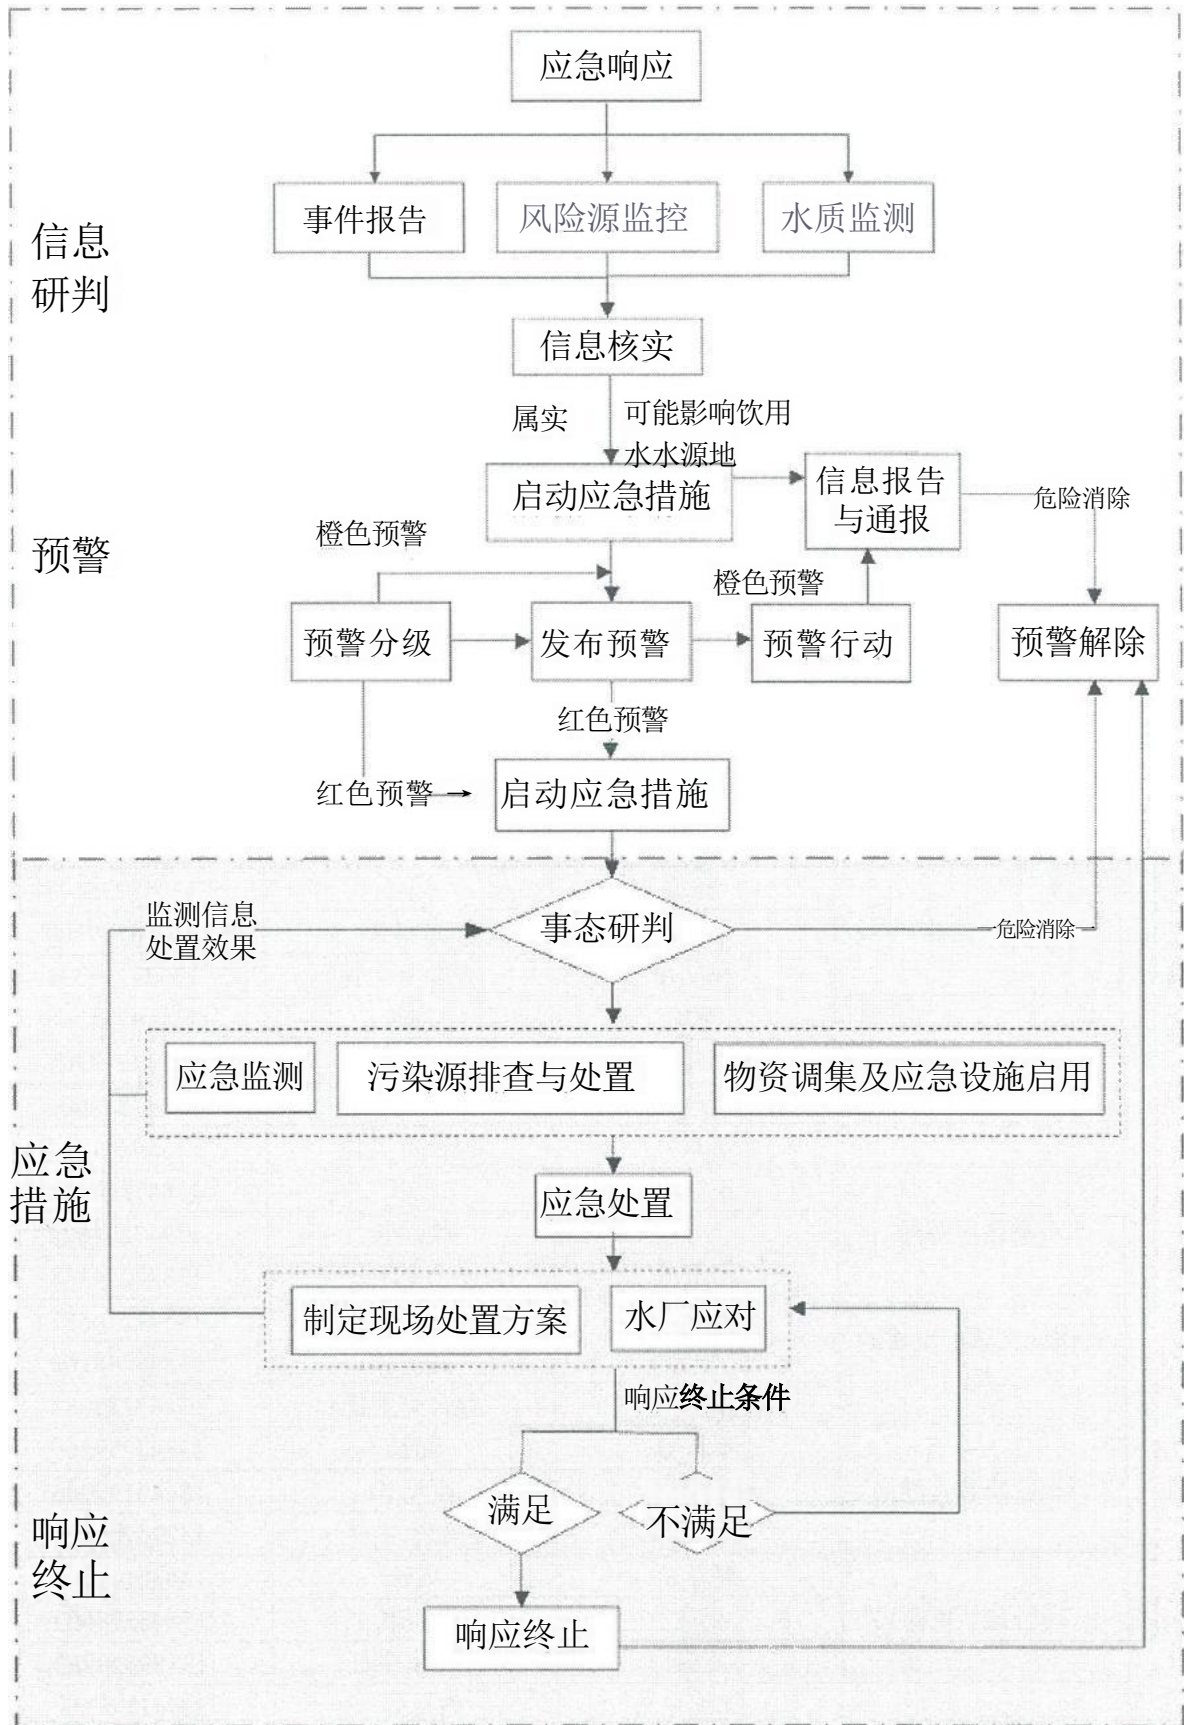 应急响应
事件报告
风险源监控
水质监测
信息
研判
信息核实
属实
可能影响饮用
水水源地
启动应急措施
信息报告
与通报
危险消除
橙色预警
预警
橙色预警
预警分级
发布预警
预警行动
预警解除
红色预警
红色预警
启动应急措施
监测信息
处置效果
事态研判
危险消除
应急监测
污染源排查与处置
物资调集及应急设施启用
应急
措施
应急处置
制定现场处置方案
水厂应对
响应终止条件
满足
不满足
响应
终止
响应终止